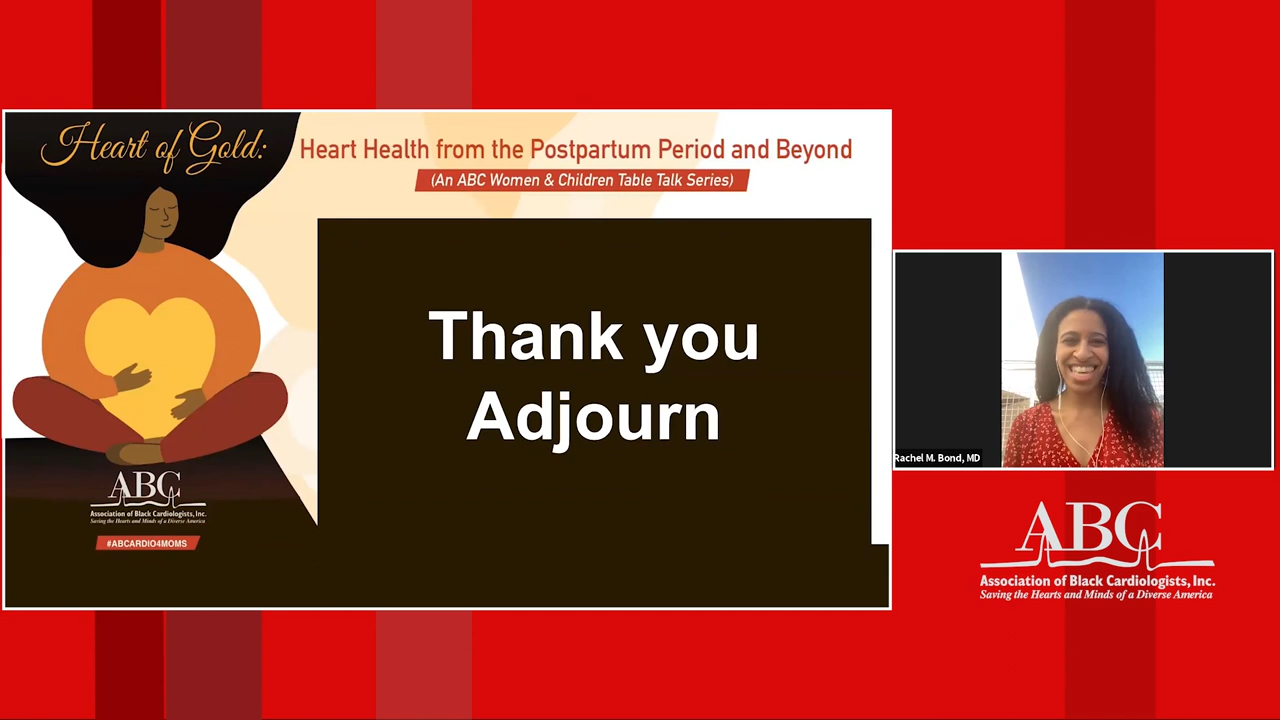 Heart of Gold:
Heart Health from the Postpartum Period and Beyond
(An ABC Women & Children Table Talk Series)
Thank you
Adjourn
ABC
Association of Black Cardiologists, Inc.
Saving the Hearts and Minds of a Diverse America
#ABCARDIO4MOMS
Rachel M. Bond, MD
ABC
Association of Black Cardiologists, Inc.
Saving the Hearts and Minds of a Diverse America